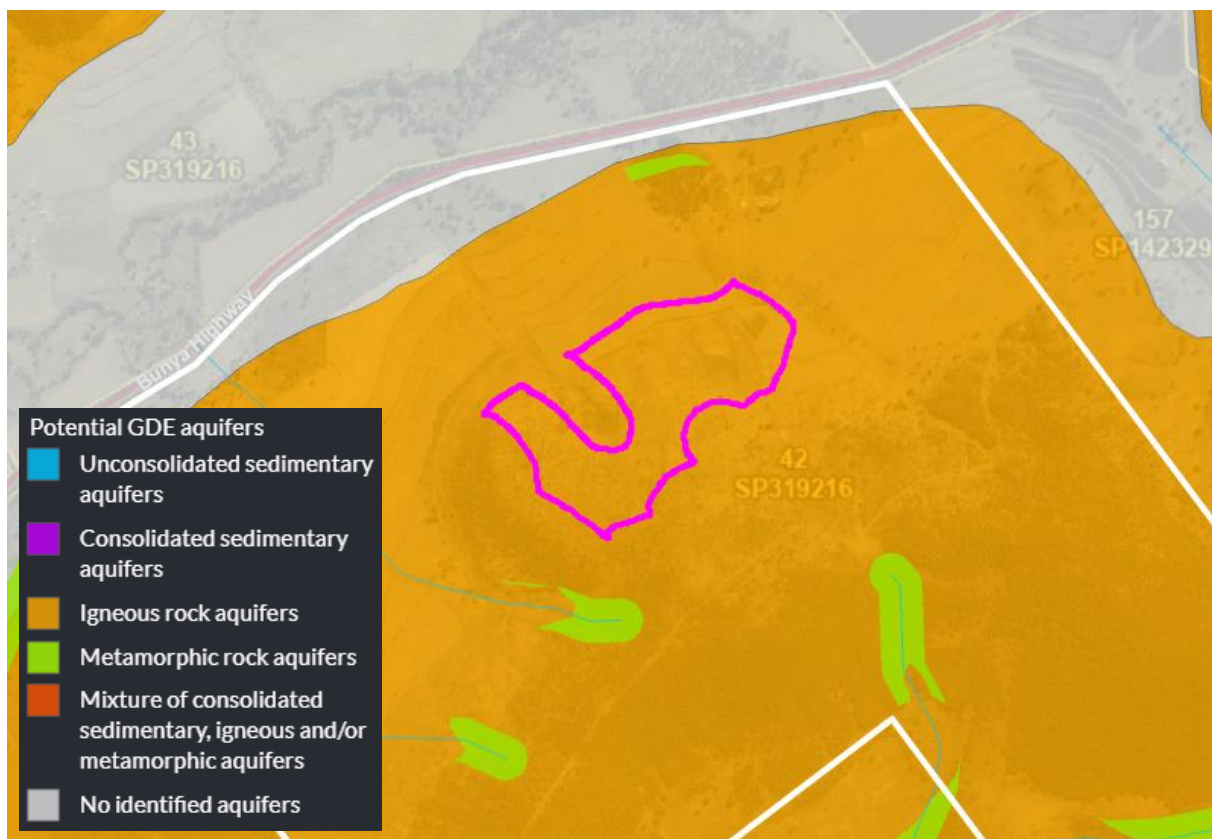 43
SP319216
157
SP142329
Bunya Highway
42
SP319216
Potential GDE aquifers
Unconsolidated sedimentary
aquifers
Consolidated sedimentary
aquifers
Igneous rock aquifers
Metamorphic rock aquifers
Mixture of consolidated
sedimentary, igneous and/or
metamorphic aquifers
No identified aquifers